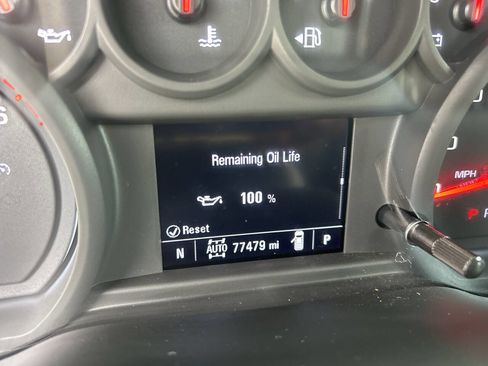 Remaining Oil Life
100 %
Reset
N AUTO 77479 mi P
MPH
P